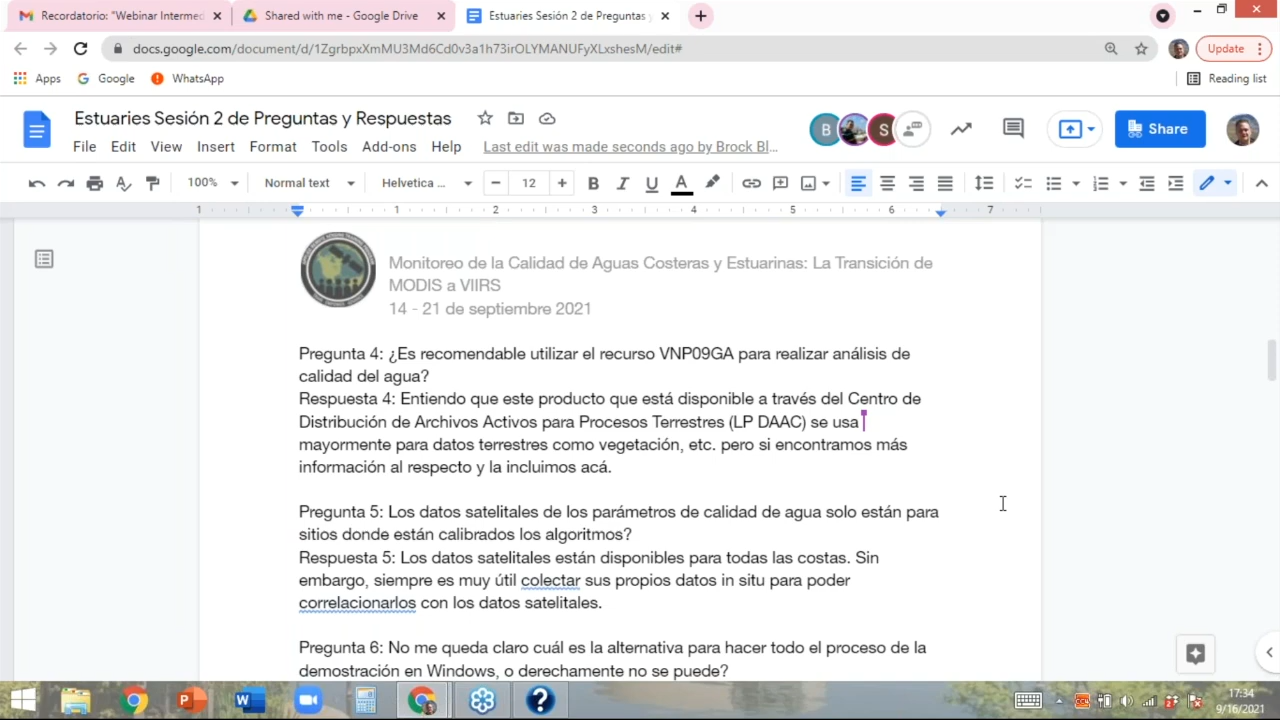 Recordatorio: "Webinar Intermed
Shared with me - Google Drive
Estuaries Sesión 2 de Preguntas y
docs.google.com/document/d/1ZgrbpxXmMU3Md6Cd0v3a1h73irOLYMANUFyXLxshesM/edit#
Update
Apps
Google
WhatsApp
Reading list
Estuaries Sesión 2 de Preguntas y Respuestas
B
S
Share
File Edit View Insert Format Tools Add-ons Help Last edit was made seconds ago by Brock Bl...
100% Normal text Helvetica ... 12 B I U A
1 1 2 3 4 5 6 7
Monitoreo de la Calidad de Aguas Costeras y Estuarinas: La Transición de
MODIS a VIIRS
14 - 21 de septiembre 2021
Pregunta 4: ¿Es recomendable utilizar el recurso VNP09GA para realizar análisis de
calidad del agua?
Respuesta 4: Entiendo que este producto que está disponible a través del Centro de
Distribución de Archivos Activos para Procesos Terrestres (LP DAAC) se usa
mayormente para datos terrestres como vegetación, etc. pero si encontramos más
información al respecto y la incluimos acá.
Pregunta 5: Los datos satelitales de los parámetros de calidad de agua solo están para
sitios donde están calibrados los algoritmos?
Respuesta 5: Los datos satelitales están disponibles para todas las costas. Sin
embargo, siempre es muy útil colectar sus propios datos in situ para poder
correlacionarlos con los datos satelitales.
Pregunta 6: No me queda claro cuál es la alternativa para hacer todo el proceso de la
demostración en Windows, o derechamente no se puede?
17:34
9/16/2021